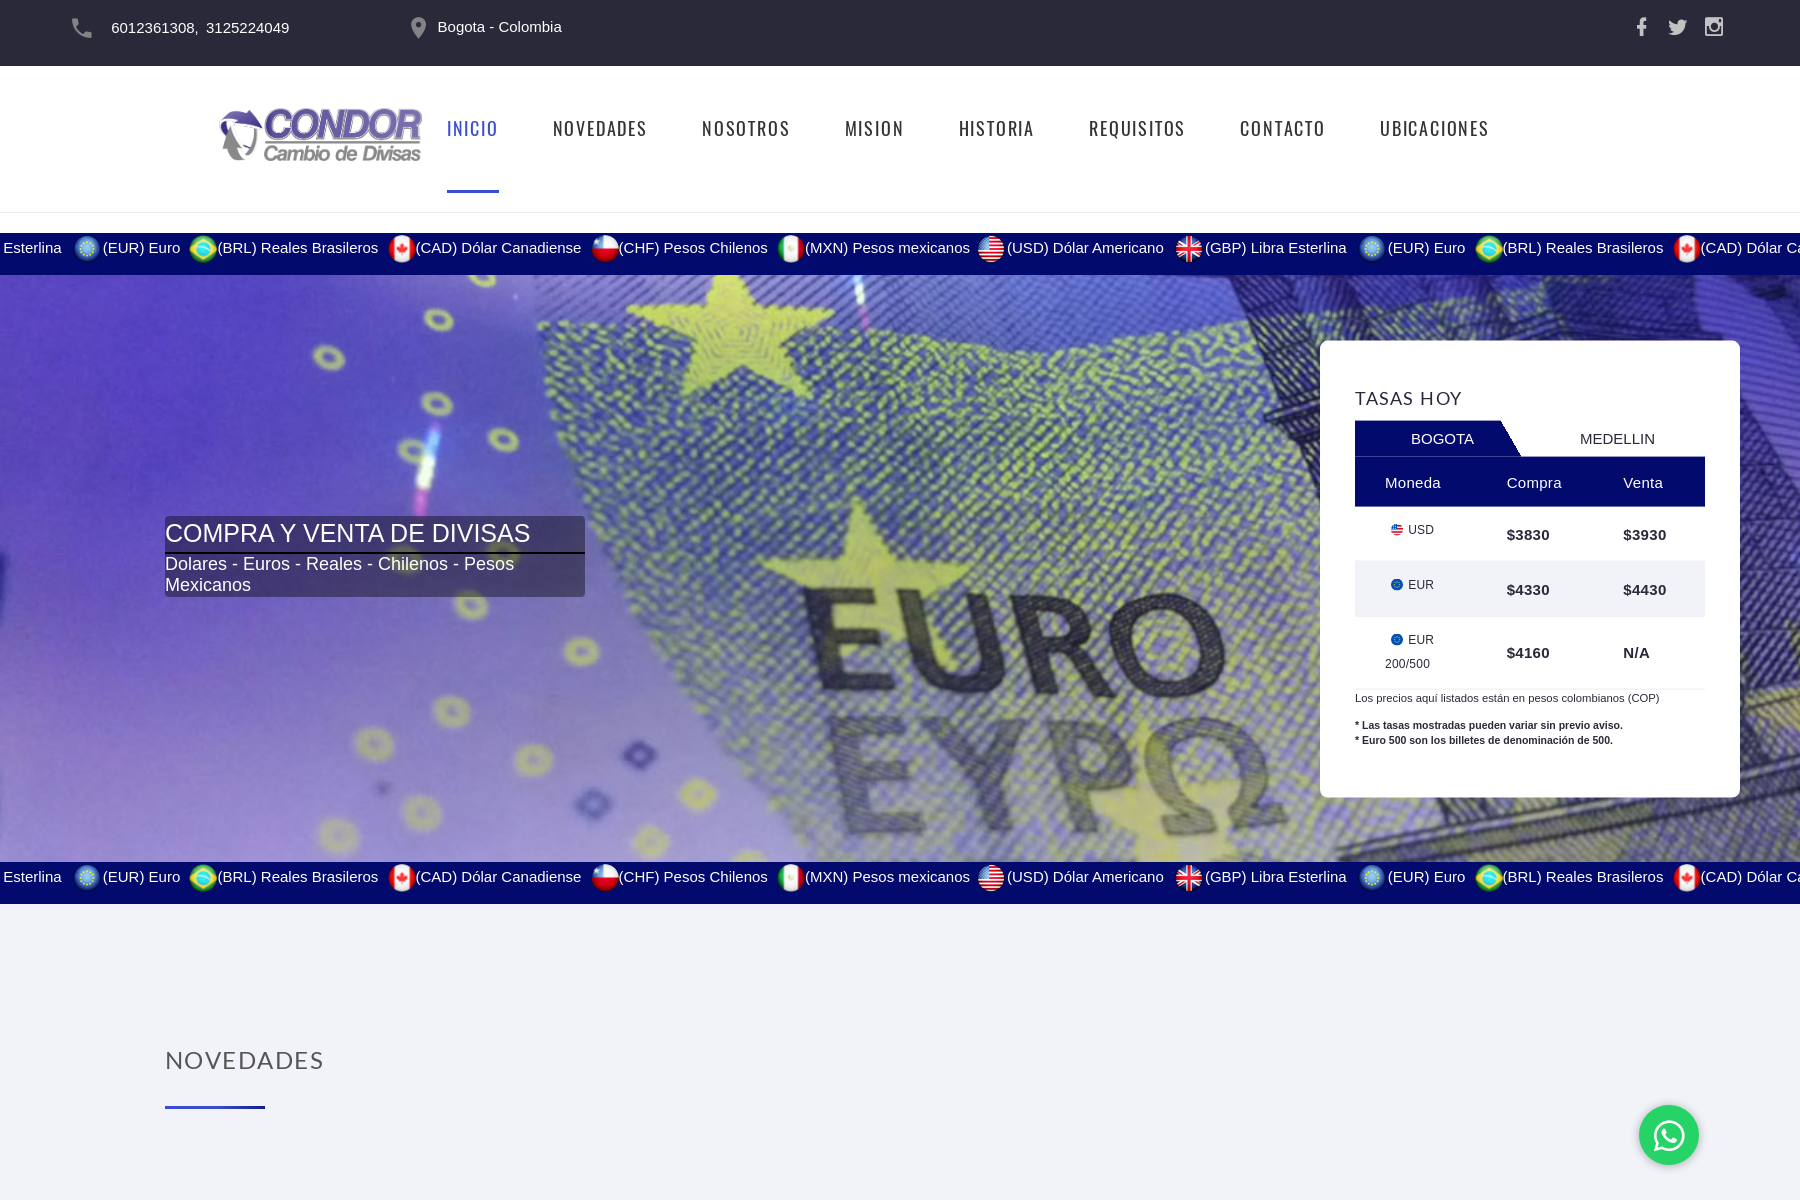 6012361308, 3125224049
Bogota - Colombia
CONDOR
Cambio de Divisas
INICIO NOVEDADES NOSOTROS MISION HISTORIA REQUISITOS CONTACTO UBICACIONES
Esterlina (EUR) Euro (BRL) Reales Brasileros (CAD) Dólar Canadiense (CHF) Pesos Chilenos (MXN) Pesos mexicanos (USD) Dólar Americano (GBP) Libra Esterlina (EUR) Euro (BRL) Reales Brasileros (CAD) Dólar Ca
TASAS HOY
BOGOTA MEDELLIN
Moneda Compra Venta
USD $3830 $3930
EUR $4330 $4430
EUR
200/500 $4160 N/A
Los precios aquí listados están en pesos colombianos (COP)
* Las tasas mostradas pueden variar sin previo aviso.
* Euro 500 son los billetes de denominación de 500.
COMPRA Y VENTA DE DIVISAS
Dolares - Euros - Reales - Chilenos - Pesos
Mexicanos
EURO
ΕΥΡΩ
Esterlina (EUR) Euro (BRL) Reales Brasileros (CAD) Dólar Canadiense (CHF) Pesos Chilenos (MXN) Pesos mexicanos (USD) Dólar Americano (GBP) Libra Esterlina (EUR) Euro (BRL) Reales Brasileros (CAD) Dólar Ca
NOVEDADES